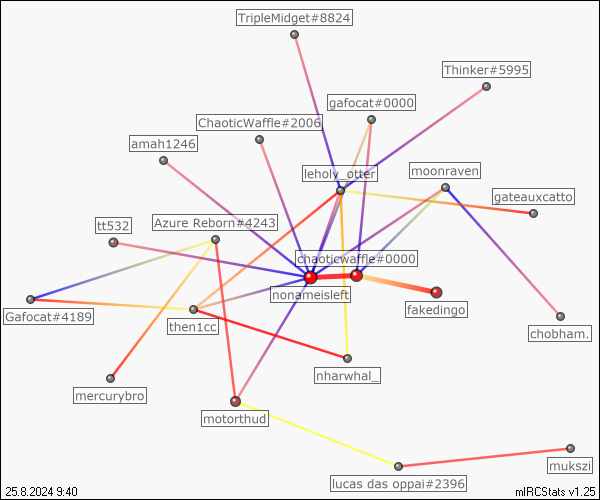 TripleMidget#8824
Thinker#5995
gafocat#0000
ChaoticWaffle#2006
amah1246
leholy_otter
moonraven
gateauxcatto
tt532
Azure Reborn#4243
chaoticwaffle#0000
nonameisleft
fakedingo
Gafocat#4189
then1cc
chobham.
nharwhal_
mercurybro
motorthud
mukszi
lucas das oppai#2396
25.8.2024 9:40
mIRCStats v1.25